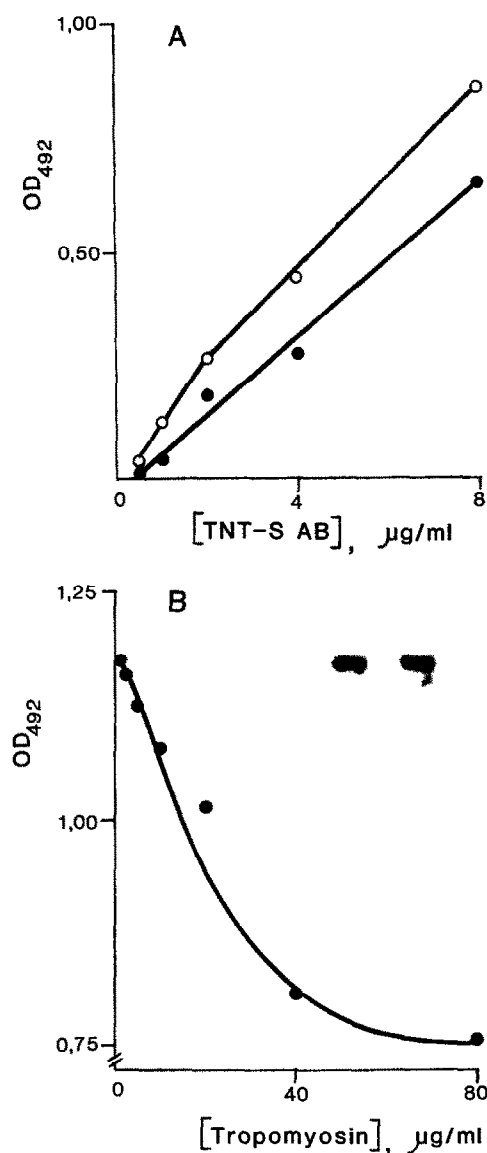 A
1,00
OD492
0,50
0 4 8
[TNT-S AB], µg/ml
B
1,25
OD492
1,00
0,75
0 40 80
[Tropomyosin], µg/ml